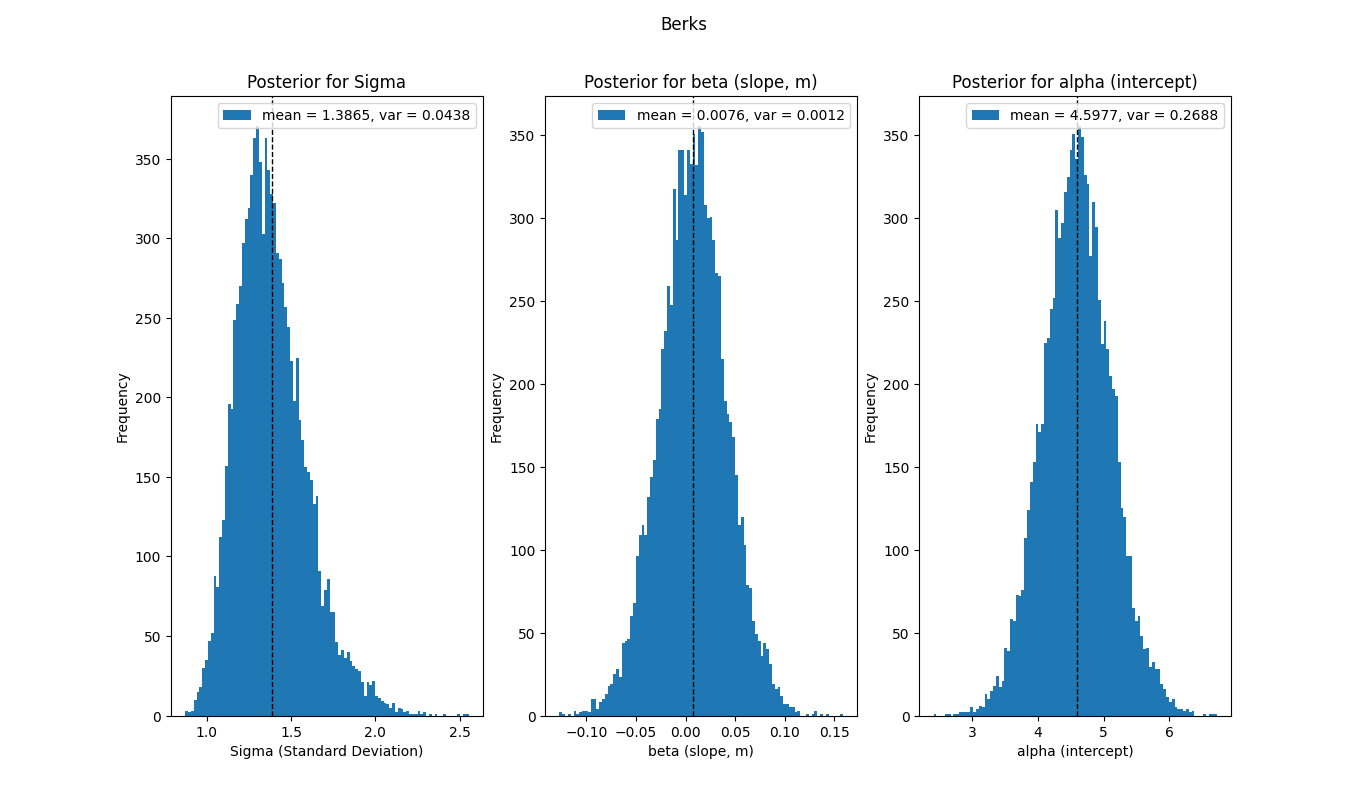 Berks
Posterior for Sigma
mean = 1.3865, var = 0.0438
Frequency
350
300
250
200
150
100
50
0
1.0 1.5 2.0 2.5
Sigma (Standard Deviation)
Posterior for beta (slope, m)
mean = 0.0076, var = 0.0012
Frequency
350
300
250
200
150
100
50
0
−0.10 −0.05 0.00 0.05 0.10 0.15
beta (slope, m)
Posterior for alpha (intercept)
mean = 4.5977, var = 0.2688
Frequency
350
300
250
200
150
100
50
0
3 4 5 6
alpha (intercept)